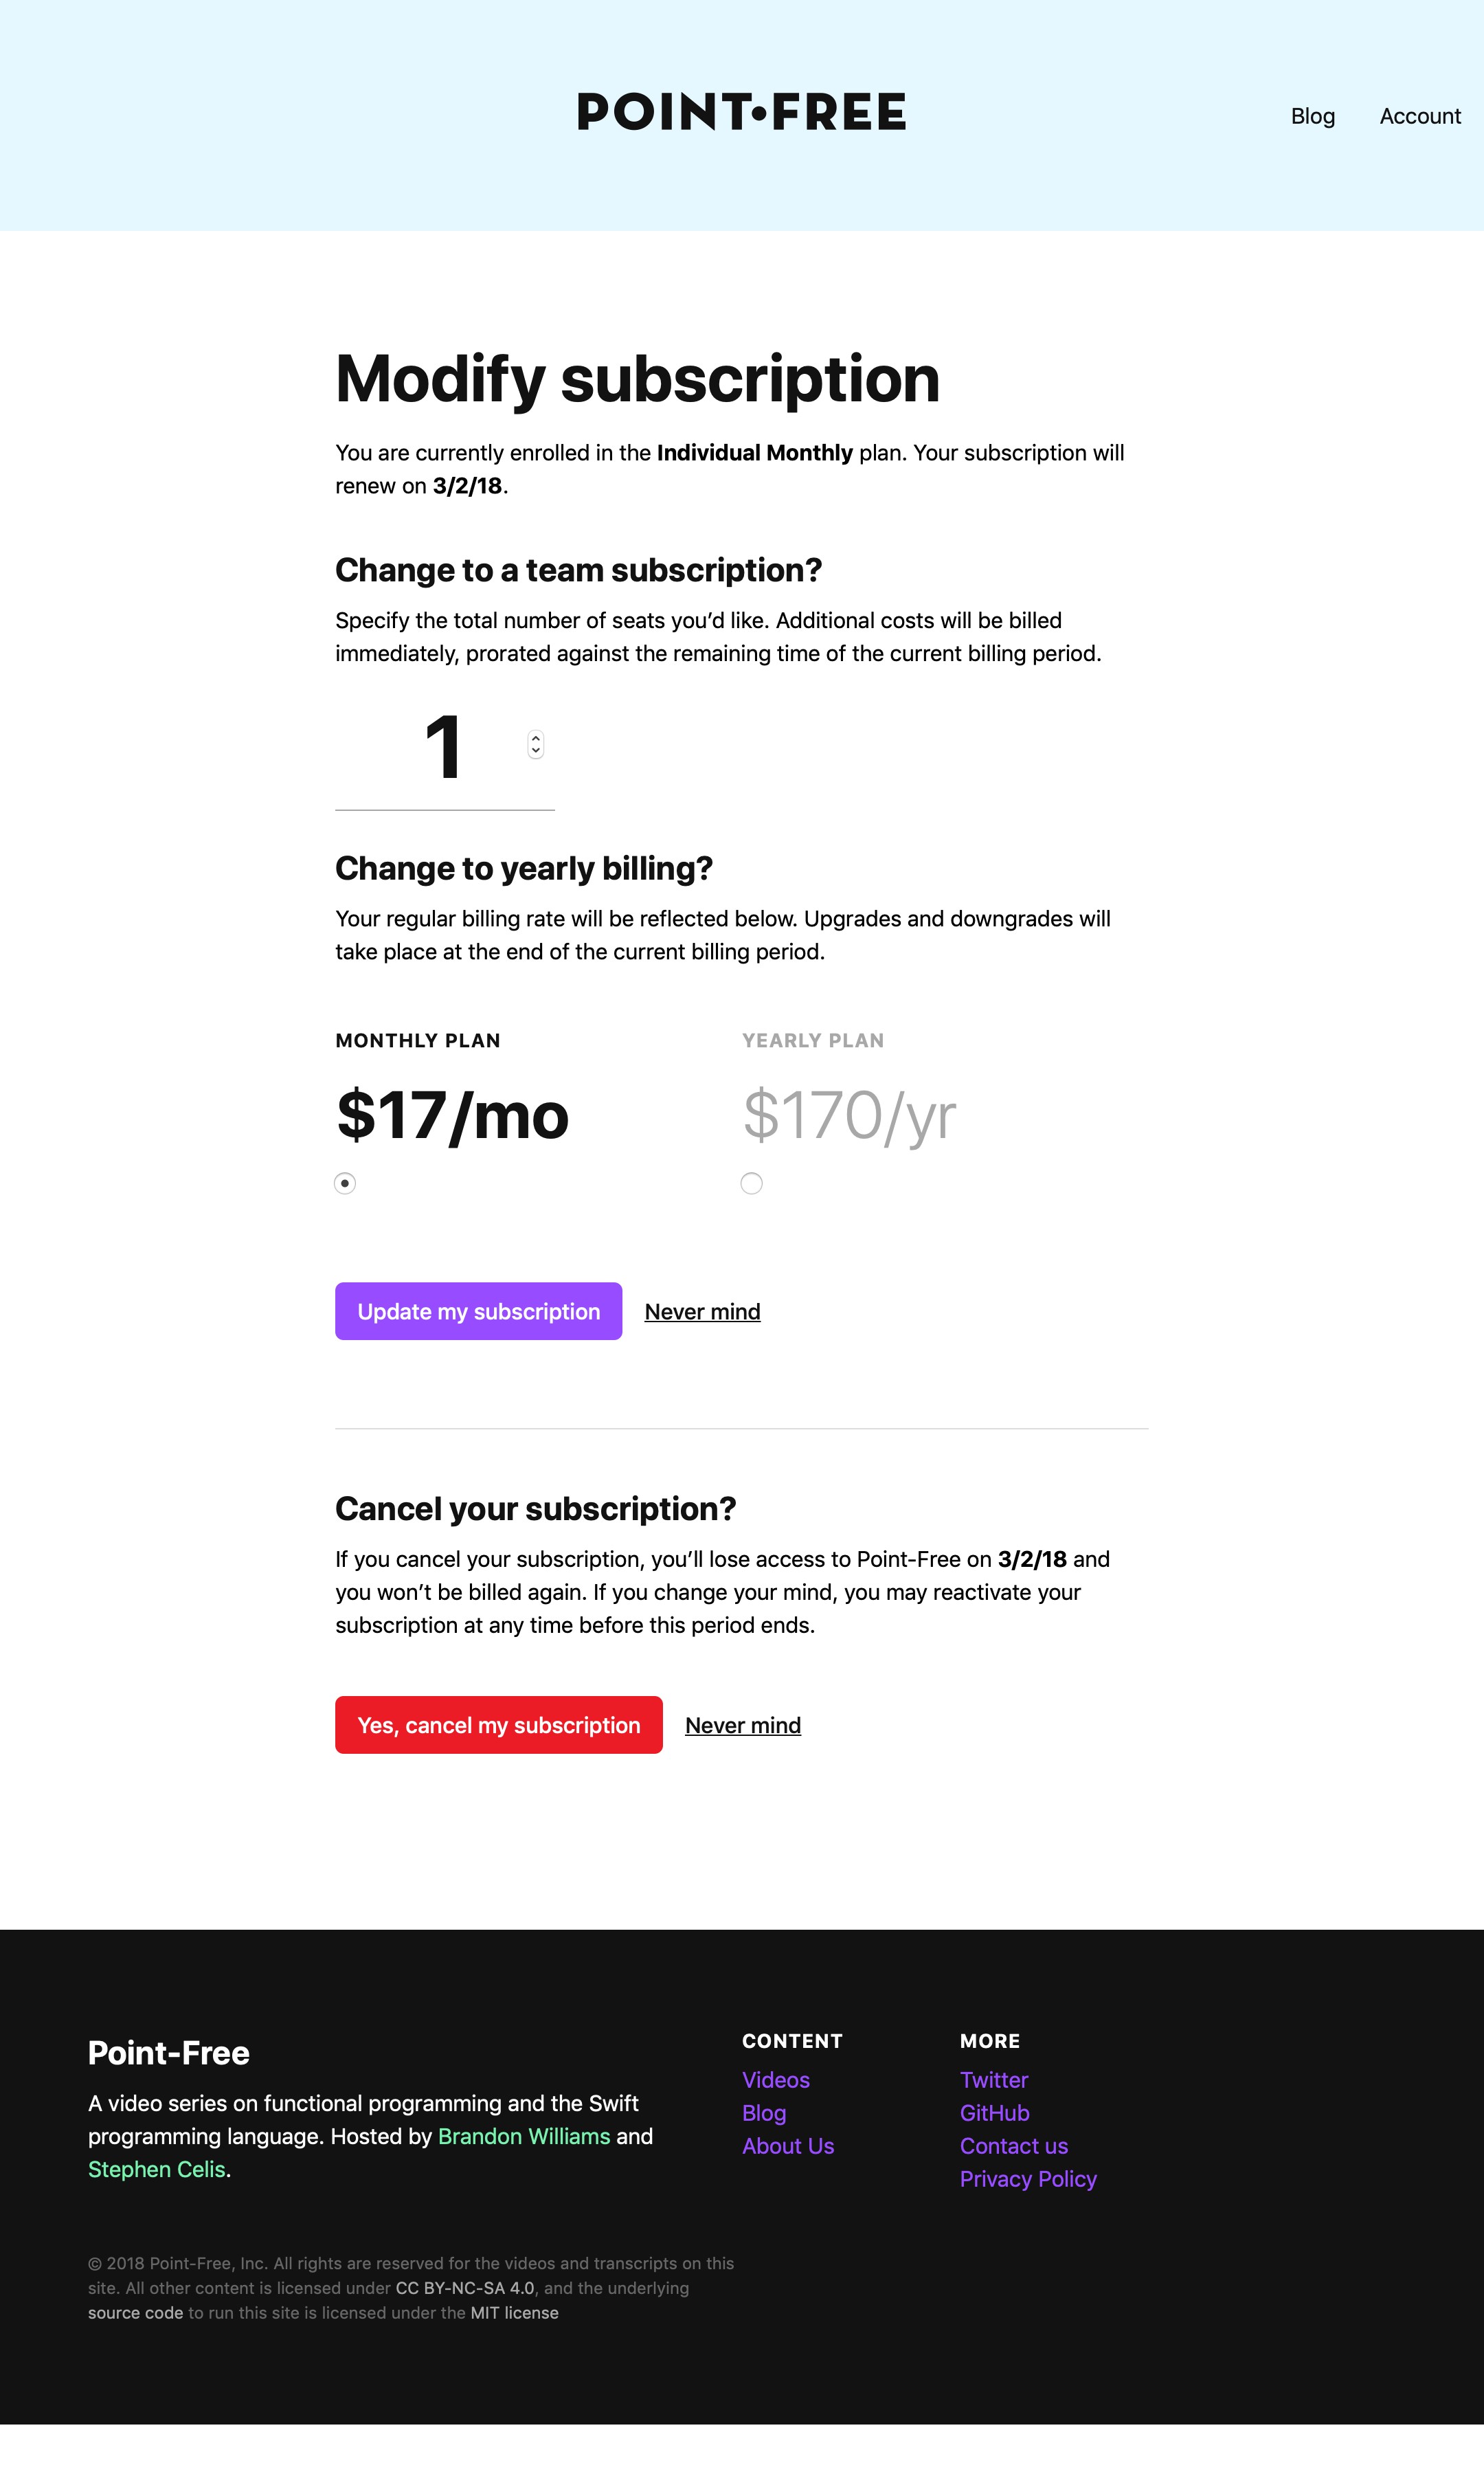 POINT•FREE
Blog Account
Modify subscription
You are currently enrolled in the Individual Monthly plan. Your subscription will
renew on 3/2/18.
Change to a team subscription?
Specify the total number of seats you’d like. Additional costs will be billed
immediately, prorated against the remaining time of the current billing period.
1
Change to yearly billing?
Your regular billing rate will be reflected below. Upgrades and downgrades will
take place at the end of the current billing period.
MONTHLY PLAN
$17/mo
YEARLY PLAN
$170/yr
Update my subscription Never mind
Cancel your subscription?
If you cancel your subscription, you’ll lose access to Point-Free on 3/2/18 and
you won’t be billed again. If you change your mind, you may reactivate your
subscription at any time before this period ends.
Yes, cancel my subscription Never mind
Point-Free
A video series on functional programming and the Swift
programming language. Hosted by Brandon Williams and
Stephen Celis.
CONTENT
Videos
Blog
About Us
MORE
Twitter
GitHub
Contact us
Privacy Policy
© 2018 Point-Free, Inc. All rights are reserved for the videos and transcripts on this
site. All other content is licensed under CC BY-NC-SA 4.0, and the underlying
source code to run this site is licensed under the MIT license